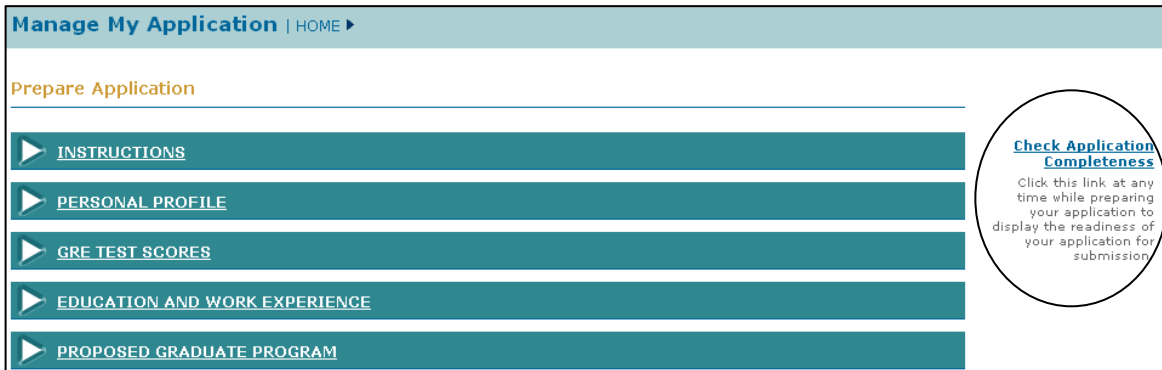 Manage My Application | HOME
Prepare Application
INSTRUCTIONS
PERSONAL PROFILE
GRE TEST SCORES
EDUCATION AND WORK EXPERIENCE
PROPOSED GRADUATE PROGRAM
Check Application
Completeness
Click this link at any
time while preparing
your application to
display the readiness of
your application for
submission.